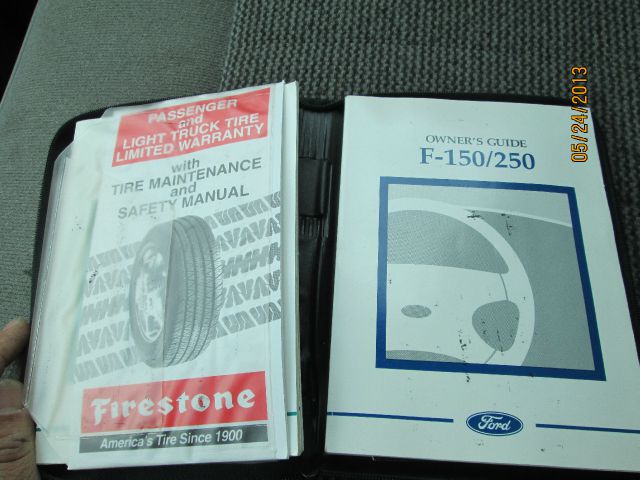 PASSENGER
and
LIGHT TRUCK TIRE
LIMITED WARRANTY
with
TIRE MAINTENANCE
and
SAFETY MANUAL
Firestone
America's Tire Since 1900
OWNER'S GUIDE
F-150/250
Ford
05/24/2013